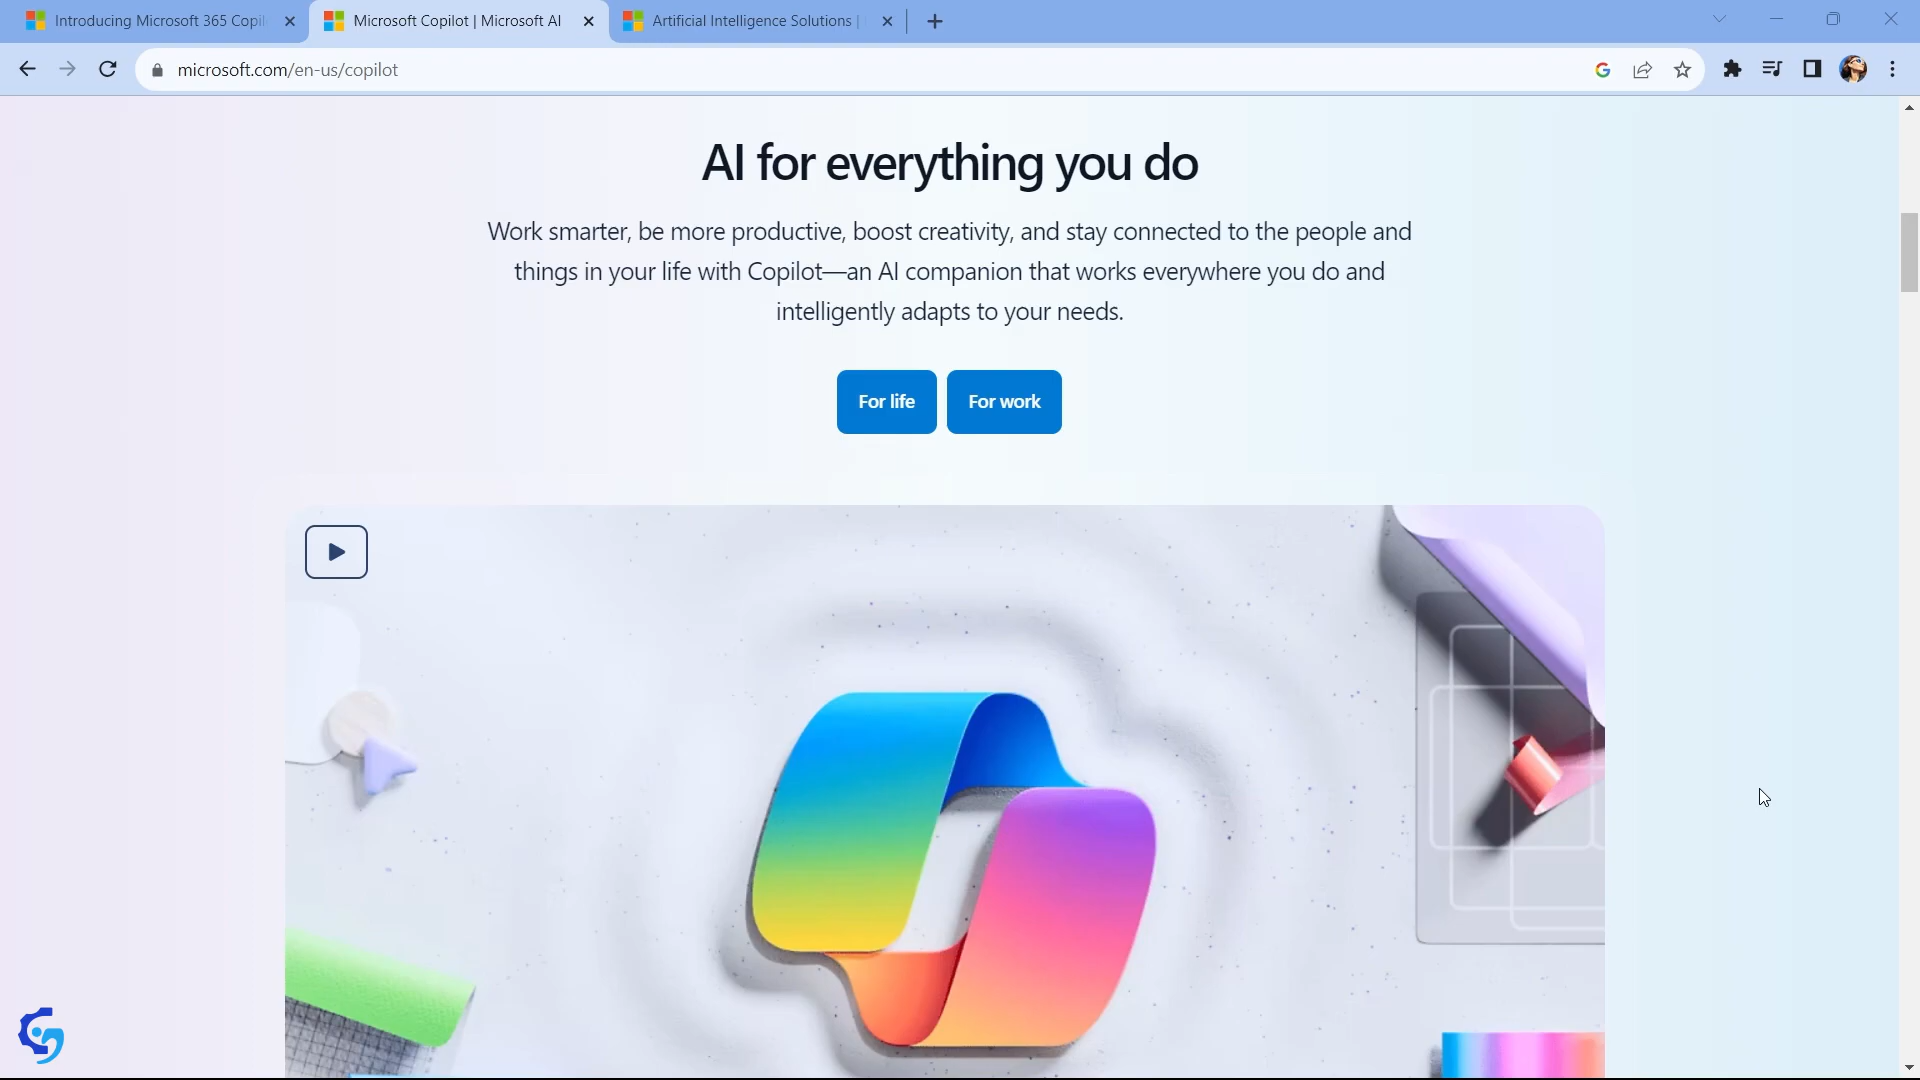 Introducing Microsoft 365 Copil
Microsoft Copilot | Microsoft AI
Artificial Intelligence Solutions |
microsoft.com/en-us/copilot
AI for everything you do
Work smarter, be more productive, boost creativity, and stay connected to the people and
things in your life with Copilot—an AI companion that works everywhere you do and
intelligently adapts to your needs.
For life
For work